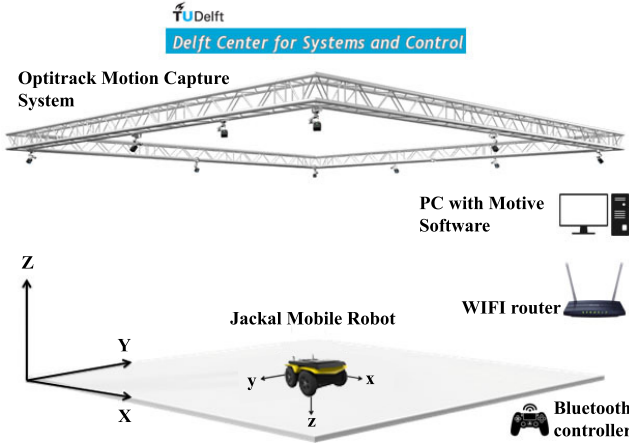 TUDelft
Delft Center for Systems and Control
Optitrack Motion Capture
System
PC with Motive
Software
Z
WIFI router
Jackal Mobile Robot
Y
y
x
X
z
Bluetooth
controller